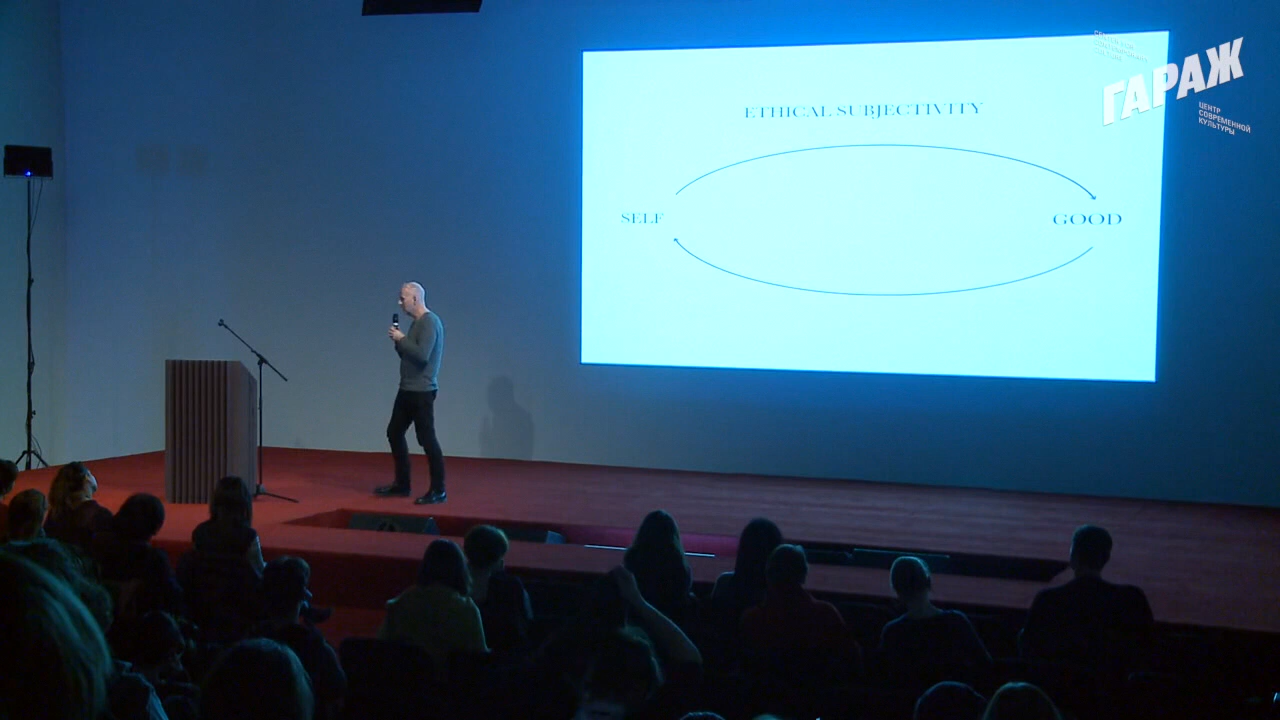 ETHICAL SUBJECTIVITY
SELF
GOOD
ГАРАЖ
ЦЕНТР
СОВРЕМЕННОЙ
КУЛЬТУРЫ